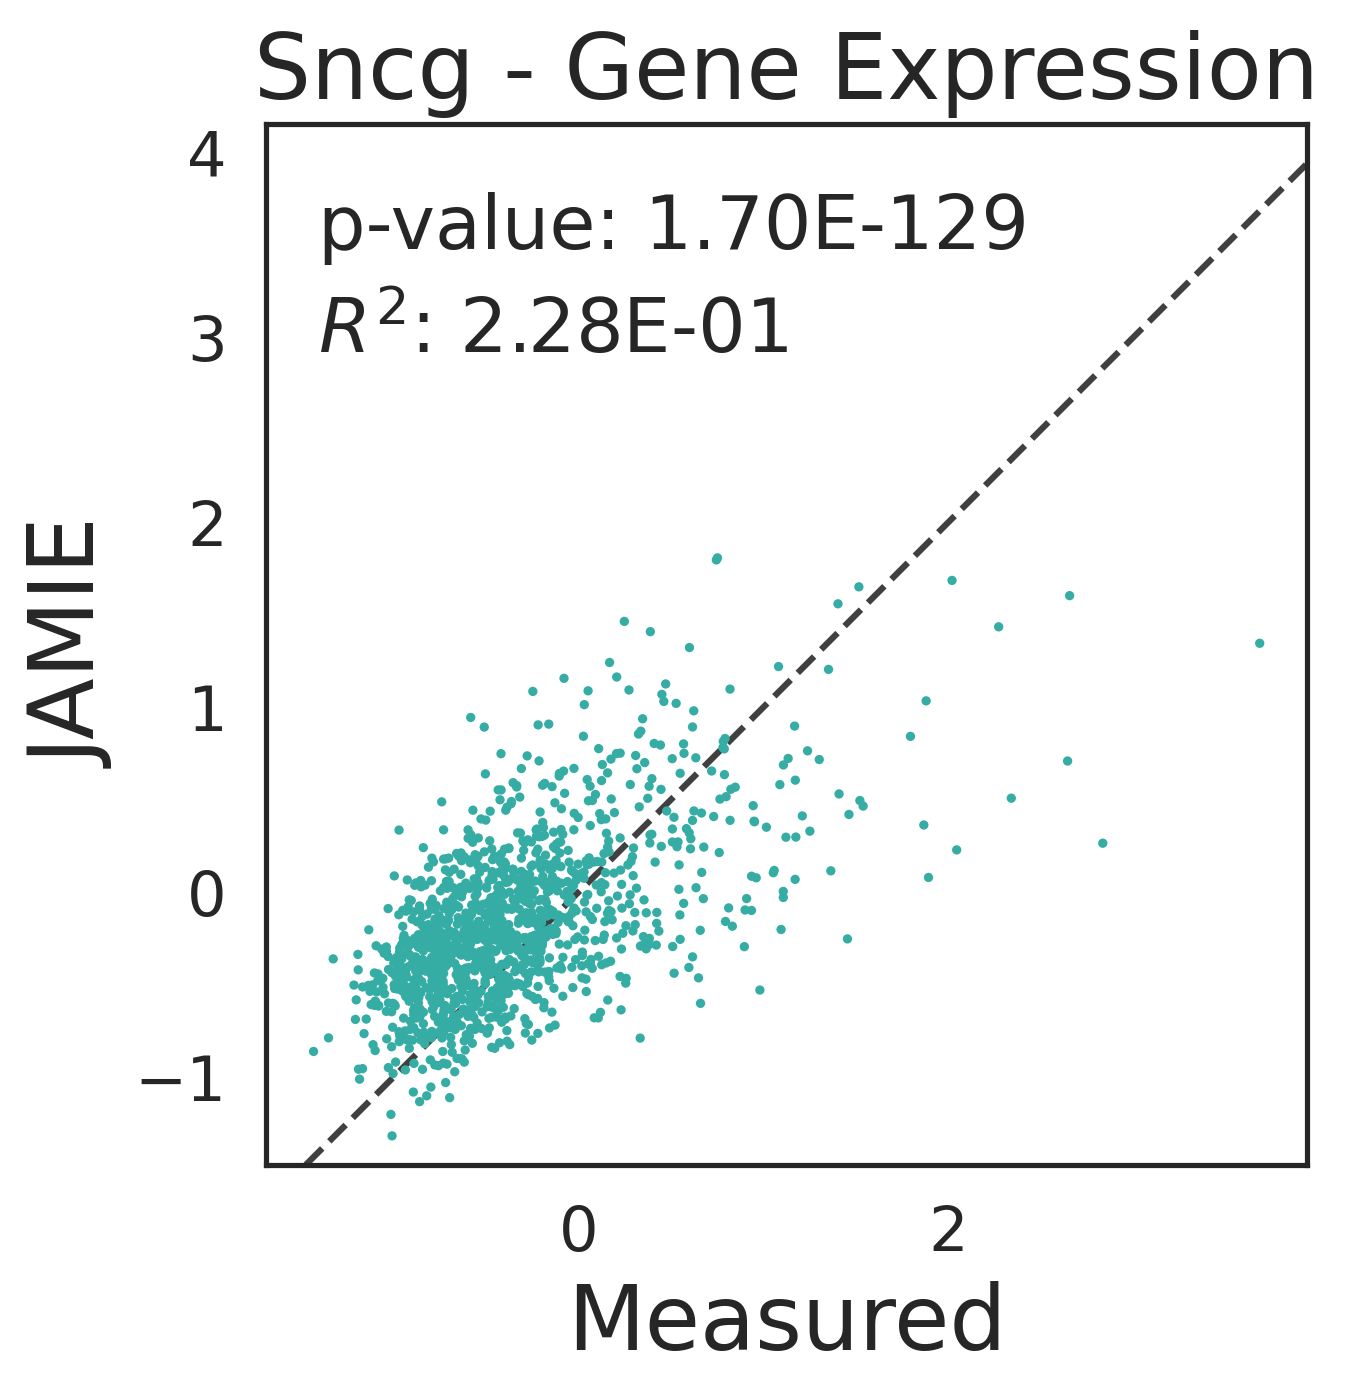 Sncg - Gene Expression
p-value: 1.70E-129
R²: 2.28E-01
4
3
2
1
0
−1
JAMIE
0 2
Measured